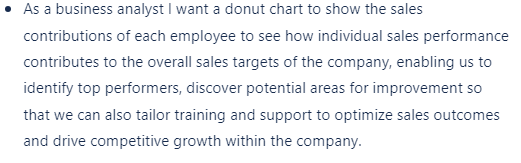 • As a business analyst I want a donut chart to show the sales
contributions of each employee to see how individual sales performance
contributes to the overall sales targets of the company, enabling us to
identify top performers, discover potential areas for improvement so
that we can also tailor training and support to optimize sales outcomes
and drive competitive growth within the company.